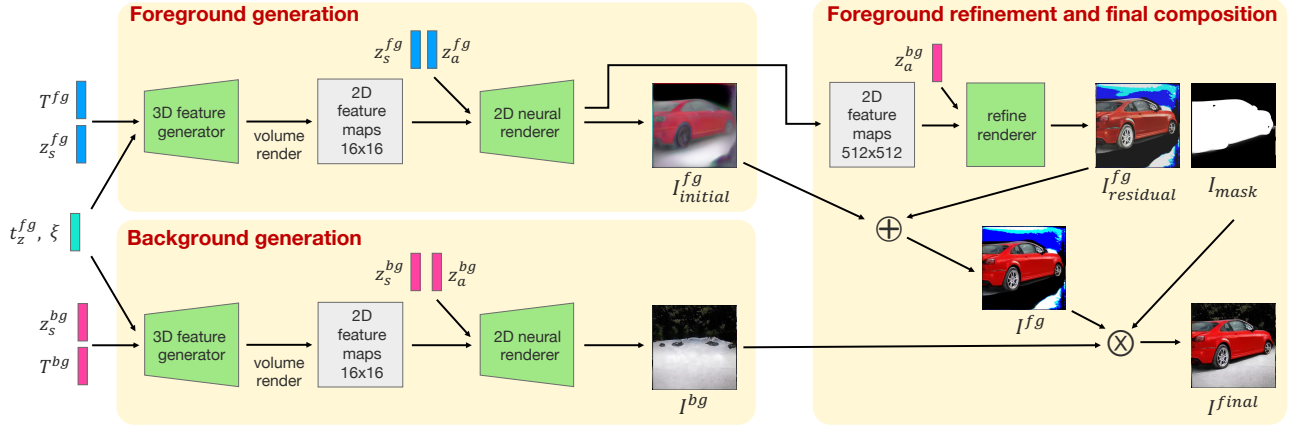 Foreground generation
z_s^{fg}
z_a^{fg}
T^{fg}
z_s^{fg}
3D feature
generator
volume
render
2D
feature
maps
16x16
2D neural
renderer
I_{initial}^{fg}
t_z^{fg}, ξ
Background generation
z_s^{bg}
z_a^{bg}
z_s^{bg}
T^{bg}
3D feature
generator
volume
render
2D
feature
maps
16x16
2D neural
renderer
I^{bg}
Foreground refinement and final composition
z_a^{bg}
2D
feature
maps
512x512
refine
renderer
I_{residual}^{fg}
I_{mask}
+
I^{fg}
X
I^{final}